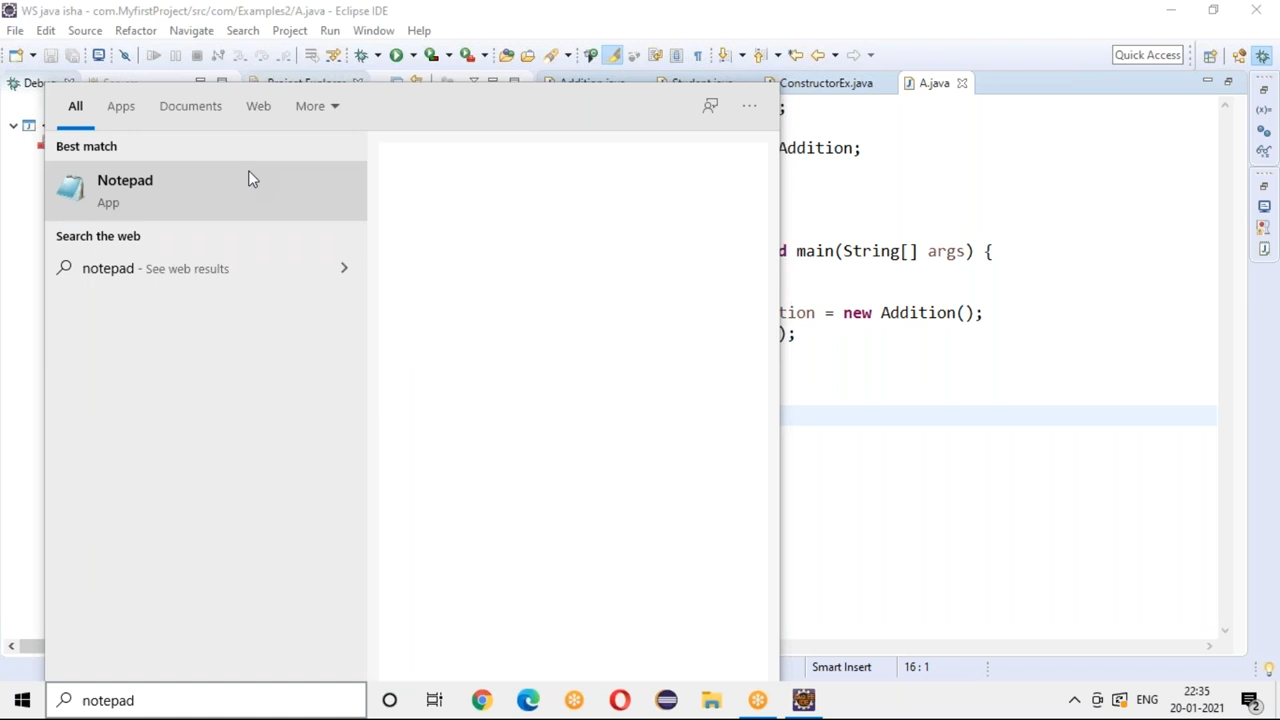 WS java isha - com.MyfirstProject/src/com/Examples2/A.java - Eclipse IDE
File Edit Source Refactor Navigate Search Project Run Window Help
Quick Access
ConstructorEx.java
A.java
All Apps Documents Web More
;
Best match
Addition;
Notepad
App
Search the web
d main(String[] args) {
notepad - See web results
tion = new Addition();
);
Smart Insert
16 : 1
notepad
ENG
22:35
20-01-2021
2